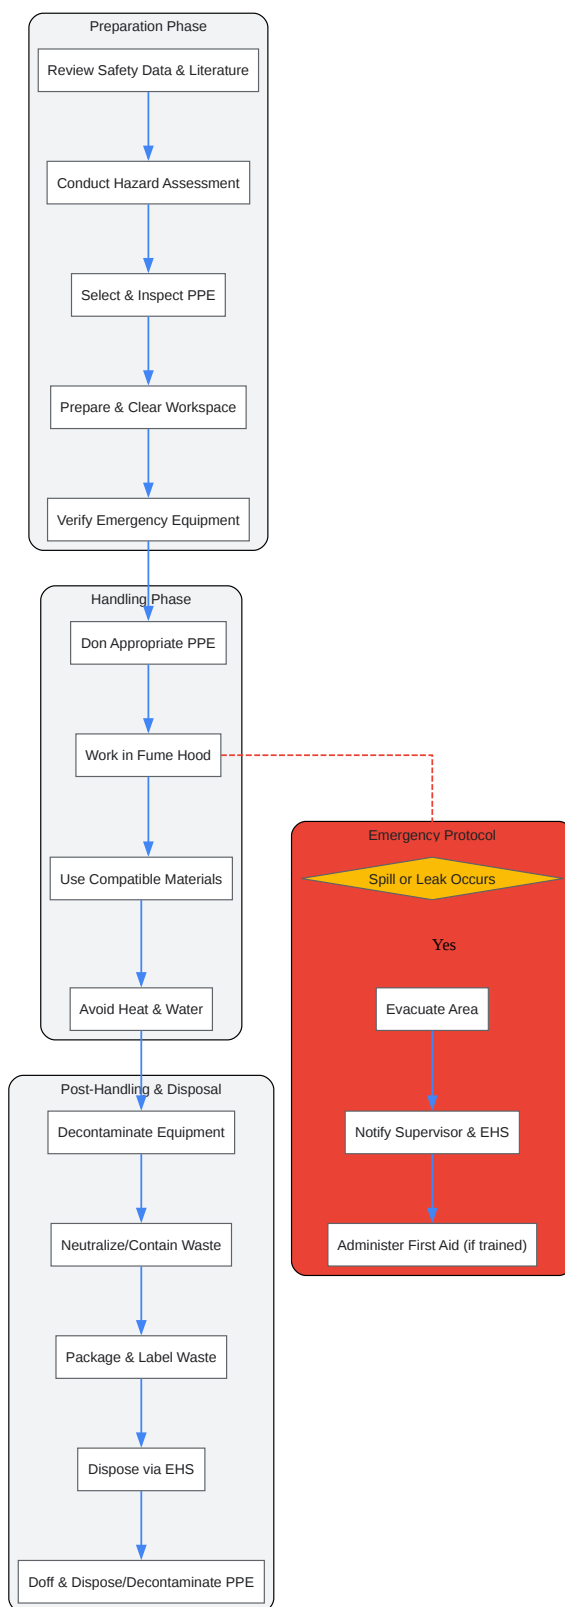 Preparation Phase
Review Safety Data & Literature
Conduct Hazard Assessment
Select & Inspect PPE
Prepare & Clear Workspace
Verify Emergency Equipment
Handling Phase
Don Appropriate PPE
Work in Fume Hood
Use Compatible Materials
Avoid Heat & Water
Emergency Protocol
Spill or Leak Occurs
Yes
Evacuate Area
Notify Supervisor & EHS
Administer First Aid (if trained)
Post-Handling & Disposal
Decontaminate Equipment
Neutralize/Contain Waste
Package & Label Waste
Dispose via EHS
Doff & Dispose/Decontaminate PPE